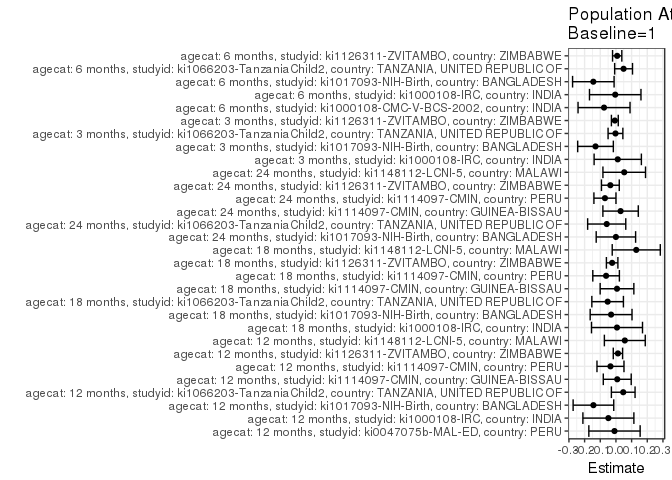 Population A
Baseline=1
agecat: 6 months, studyid: ki1126311-ZVITAMBO, country: ZIMBABWE
agecat: 6 months, studyid: ki1066203-TanzaniaChild2, country: TANZANIA, UNITED REPUBLIC OF
agecat: 6 months, studyid: ki1017093-NIH-Birth, country: BANGLADESH
agecat: 6 months, studyid: ki1000108-IRC, country: INDIA
agecat: 6 months, studyid: ki1000108-CMC-V-BCS-2002, country: INDIA
agecat: 3 months, studyid: ki1126311-ZVITAMBO, country: ZIMBABWE
agecat: 3 months, studyid: ki1066203-TanzaniaChild2, country: TANZANIA, UNITED REPUBLIC OF
agecat: 3 months, studyid: ki1017093-NIH-Birth, country: BANGLADESH
agecat: 3 months, studyid: ki1000108-IRC, country: INDIA
agecat: 24 months, studyid: ki1148112-LCNI-5, country: MALAWI
agecat: 24 months, studyid: ki1126311-ZVITAMBO, country: ZIMBABWE
agecat: 24 months, studyid: ki1114097-CMIN, country: PERU
agecat: 24 months, studyid: ki1114097-CMIN, country: GUINEA-BISSAU
agecat: 24 months, studyid: ki1066203-TanzaniaChild2, country: TANZANIA, UNITED REPUBLIC OF
agecat: 24 months, studyid: ki1017093-NIH-Birth, country: BANGLADESH
agecat: 18 months, studyid: ki1148112-LCNI-5, country: MALAWI
agecat: 18 months, studyid: ki1126311-ZVITAMBO, country: ZIMBABWE
agecat: 18 months, studyid: ki1114097-CMIN, country: PERU
agecat: 18 months, studyid: ki1114097-CMIN, country: GUINEA-BISSAU
agecat: 18 months, studyid: ki1066203-TanzaniaChild2, country: TANZANIA, UNITED REPUBLIC OF
agecat: 18 months, studyid: ki1017093-NIH-Birth, country: BANGLADESH
agecat: 18 months, studyid: ki1000108-IRC, country: INDIA
agecat: 12 months, studyid: ki1148112-LCNI-5, country: MALAWI
agecat: 12 months, studyid: ki1126311-ZVITAMBO, country: ZIMBABWE
agecat: 12 months, studyid: ki1114097-CMIN, country: PERU
agecat: 12 months, studyid: ki1114097-CMIN, country: GUINEA-BISSAU
agecat: 12 months, studyid: ki1066203-TanzaniaChild2, country: TANZANIA, UNITED REPUBLIC OF
agecat: 12 months, studyid: ki1017093-NIH-Birth, country: BANGLADESH
agecat: 12 months, studyid: ki1000108-IRC, country: INDIA
agecat: 12 months, studyid: ki0047075b-MAL-ED, country: PERU
-0.3 0.20.10.00.10.20.3
Estimate